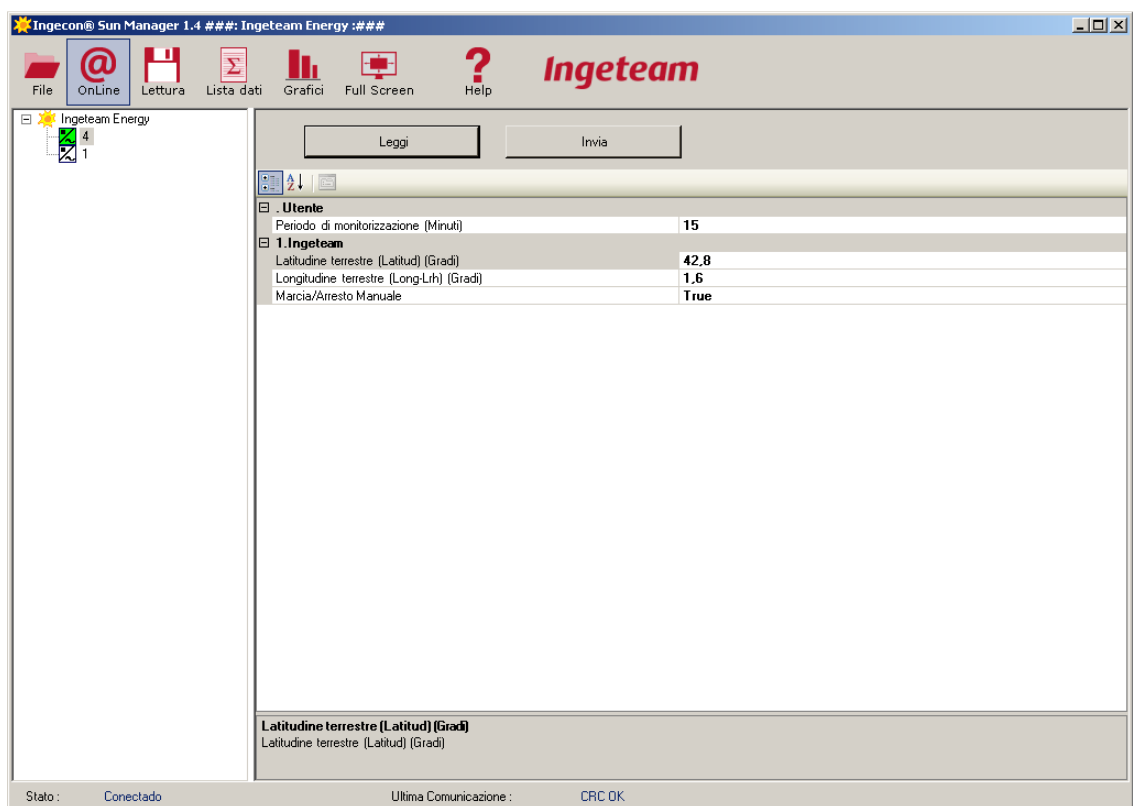 Ingecon® Sun Manager 1.4 ###: Ingeteam Energy :###
File OnLine Lettura Lista dati Grafici Full Screen Help Ingeteam
Ingeteam Energy
4
1
Leggi Invia
. Utente
Periodo di monitorizzazione (Minuti) 15
1.Ingeteam
Latitudine terrestre (Latitud) (Gradi) 42,8
Longitudine terrestre (Long-Lrh) (Gradi) 1,6
Marcia/Arresto Manuale True
Latitudine terrestre (Latitud) (Gradi)
Latitudine terrestre (Latitud) (Gradi)
Stato : Conectado Ultima Comunicazione : CRC OK